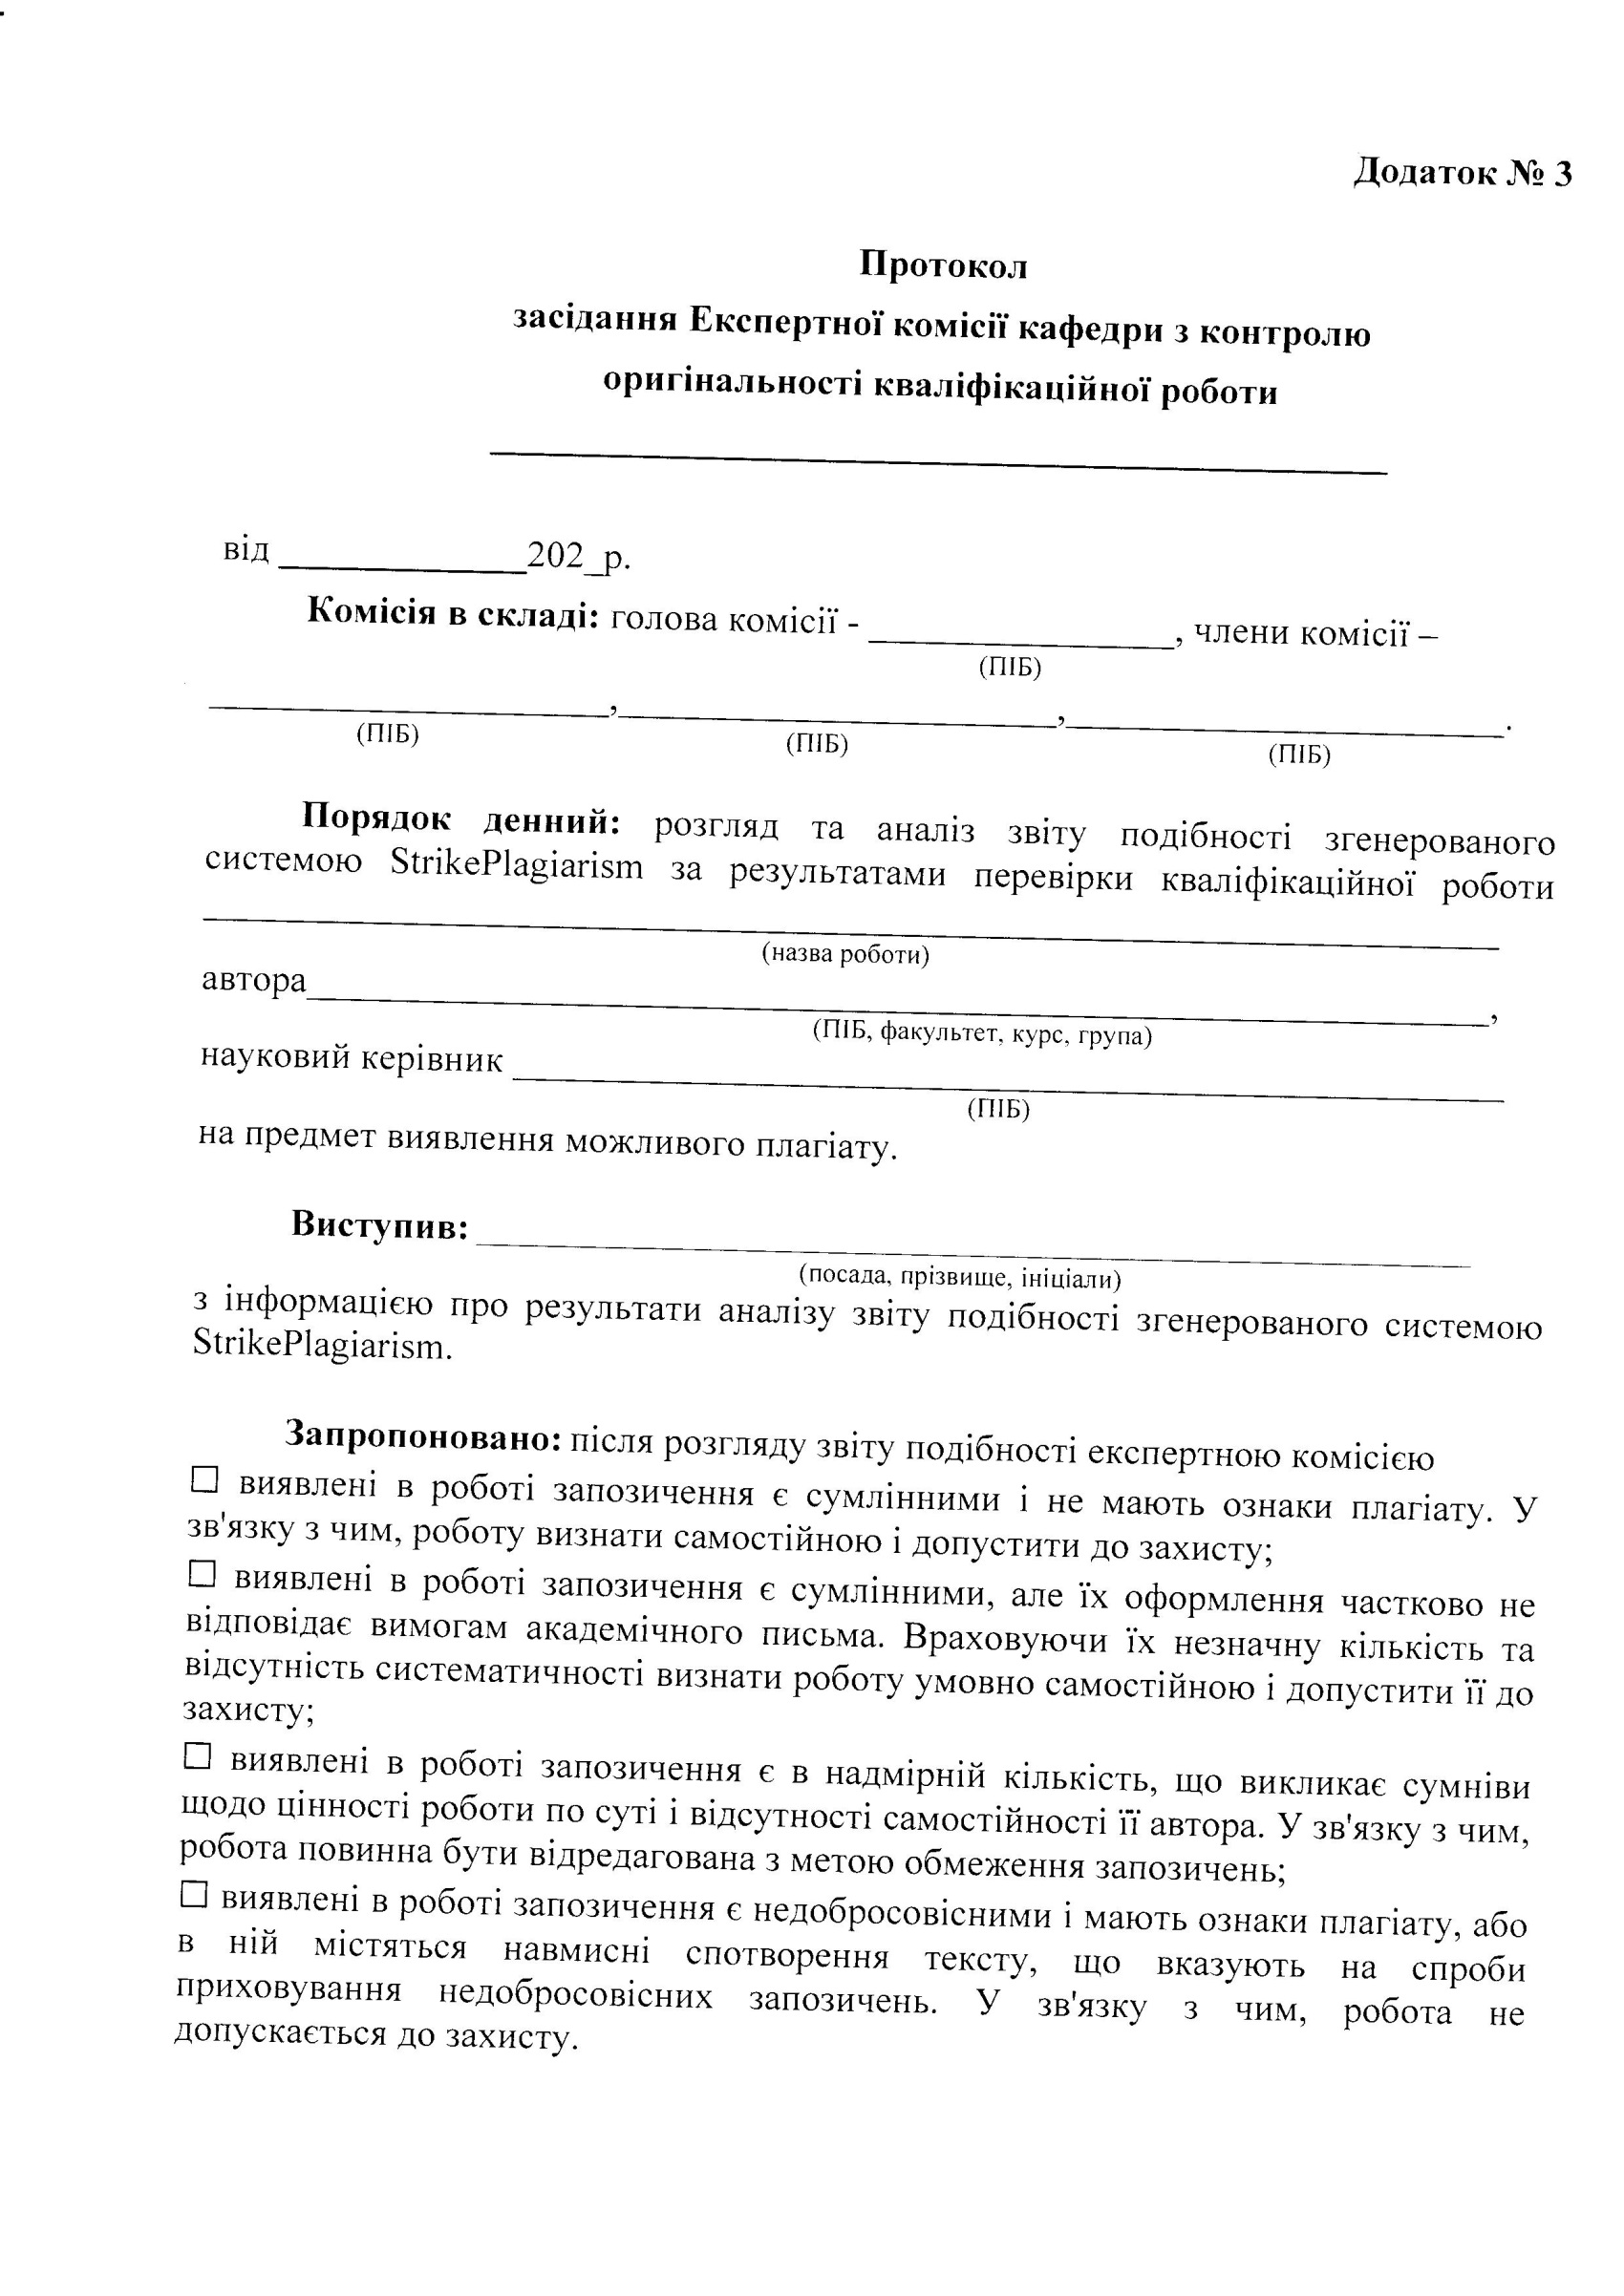 Додаток № 3
Протокол
засідання Експертної комісії кафедри з контролю
оригінальності кваліфікаційної роботи
від _____________202_р.
Комісія в складі: голова комісії - ________________, члени комісії –
(ПІБ)
_____________________,_______________________,_______________________.
(ПІБ) (ПІБ) (ПІБ)
Порядок денний: розгляд та аналіз звіту подібності згенерованого
системою StrikePlagiarism за результатами перевірки кваліфікаційної роботи
(назва роботи)
автора______________________________________________________________,
(ПІБ, факультет, курс, група)
науковий керівник ____________________________________________________
(ПІБ)
на предмет виявлення можливого плагіату.
Виступив: ____________________________________________________
(посада, прізвище, ініціали)
з інформацією про результати аналізу звіту подібності згенерованого системою
StrikePlagiarism.
Запропоновано: після розгляду звіту подібності експертною комісією
☐ виявлені в роботі запозичення є сумлінними і не мають ознаки плагіату. У
зв'язку з чим, роботу визнати самостійною і допустити до захисту;
☐ виявлені в роботі запозичення є сумлінними, але їх оформлення частково не
відповідає вимогам академічного письма. Враховуючи їх незначну кількість та
відсутність систематичності визнати роботу умовно самостійною і допустити її до
захисту;
☐ виявлені в роботі запозичення є в надмірній кількість, що викликає сумніви
щодо цінності роботи по суті і відсутності самостійності її автора. У зв'язку з чим,
робота повинна бути відредагована з метою обмеження запозичень;
☐ виявлені в роботі запозичення є недобросовісними і мають ознаки плагіату, або
в ній містяться навмисні спотворення тексту, що вказують на спроби
приховування недобросовісних запозичень. У зв'язку з чим, робота не
допускається до захисту.